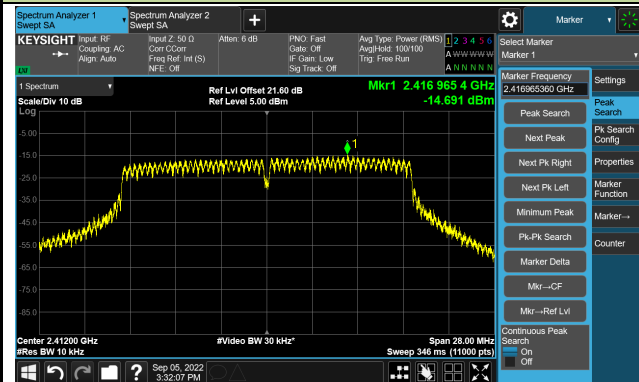 Spectrum Analyzer 1
Swept SA
Spectrum Analyzer 2
Swept SA
Marker
KEYSIGHT
Input: RF
Coupling: AC
Align: Auto
Input Z: 50 Ω
Corr CCorr
Freq Ref: Int (S)
NFE: Off
Atten: 6 dB
PNO: Fast
Gate: Off
IF Gain: Low
Sig Track: Off
Avg Type: Power (RMS)
Avg|Hold: 100/100
Trig: Free Run
1 2 3 4 5 6
A W W W W W
A N N N N N
LXI
Select Marker
Marker 1
1 Spectrum
Scale/Div 10 dB
Log
Ref Lvl Offset 21.60 dB
Ref Level 5.00 dBm
Mkr1 2.416 965 4 GHz
-14.691 dBm
-5.00
-15.0
-25.0
-35.0
-45.0
-55.0
-65.0
-75.0
-85.0
1
Center 2.41200 GHz
#Res BW 10 kHz
#Video BW 30 kHz*
Span 28.00 MHz
Sweep 346 ms (11000 pts)
Marker Frequency
2.416965360 GHz
Peak Search
Next Peak
Next Pk Right
Next Pk Left
Minimum Peak
Pk-Pk Search
Marker Delta
Mkr→CF
Mkr→Ref Lvl
Continuous Peak
Search
On
Off
Settings
Peak
Search
Pk Search
Config
Properties
Marker
Function
Marker→
Counter
Sep 05, 2022
3:32:07 PM